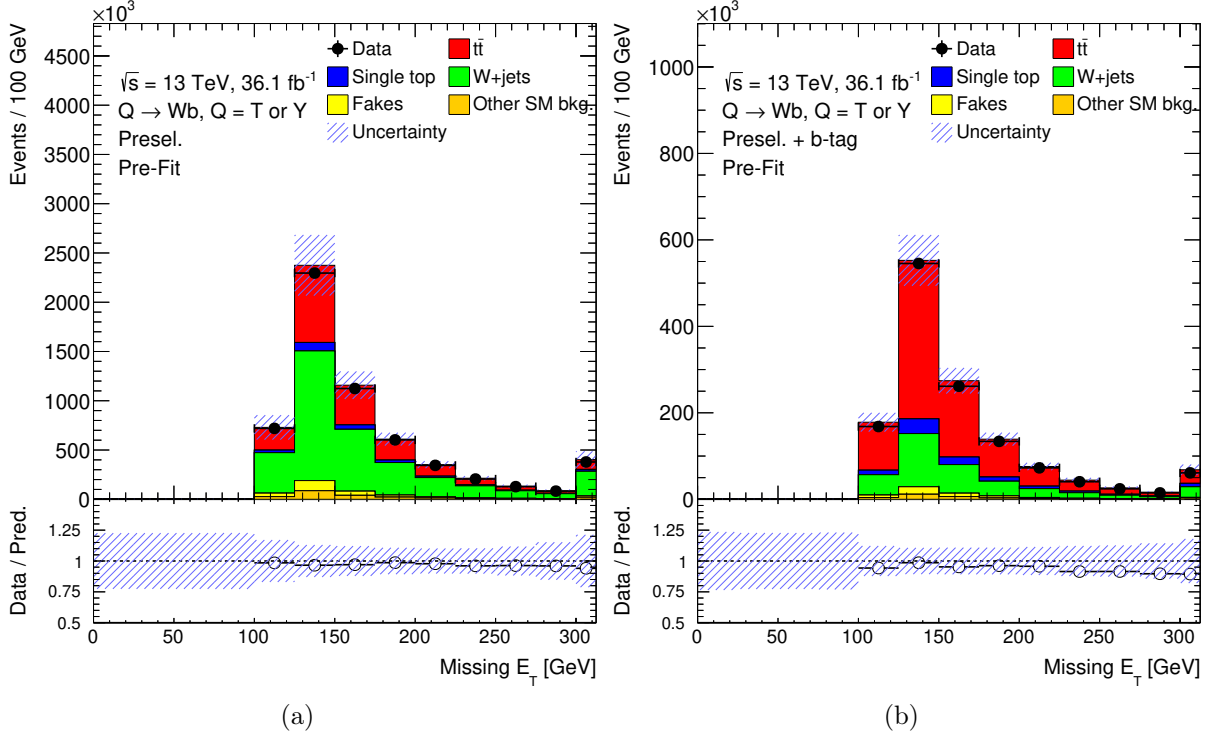 ×10³
Events / 100 GeV
4500
4000
3500
3000
2500
2000
1500
1000
500
0
√s = 13 TeV, 36.1 fb⁻¹
Q → Wb, Q = T or Y
Presel.
Pre-Fit
Data
tt̄
Single top
W+jets
Fakes
Other SM bkg.
Uncertainty
Data / Pred.
1.25
1
0.75
0.5
0 50 100 150 200 250 300
Missing E_T [GeV]
(a)
×10³
Events / 100 GeV
1000
800
600
400
200
0
√s = 13 TeV, 36.1 fb⁻¹
Q → Wb, Q = T or Y
Presel. + b-tag
Pre-Fit
Data
tt̄
Single top
W+jets
Fakes
Other SM bkg.
Uncertainty
Data / Pred.
1.25
1
0.75
0.5
0 50 100 150 200 250 300
Missing E_T [GeV]
(b)